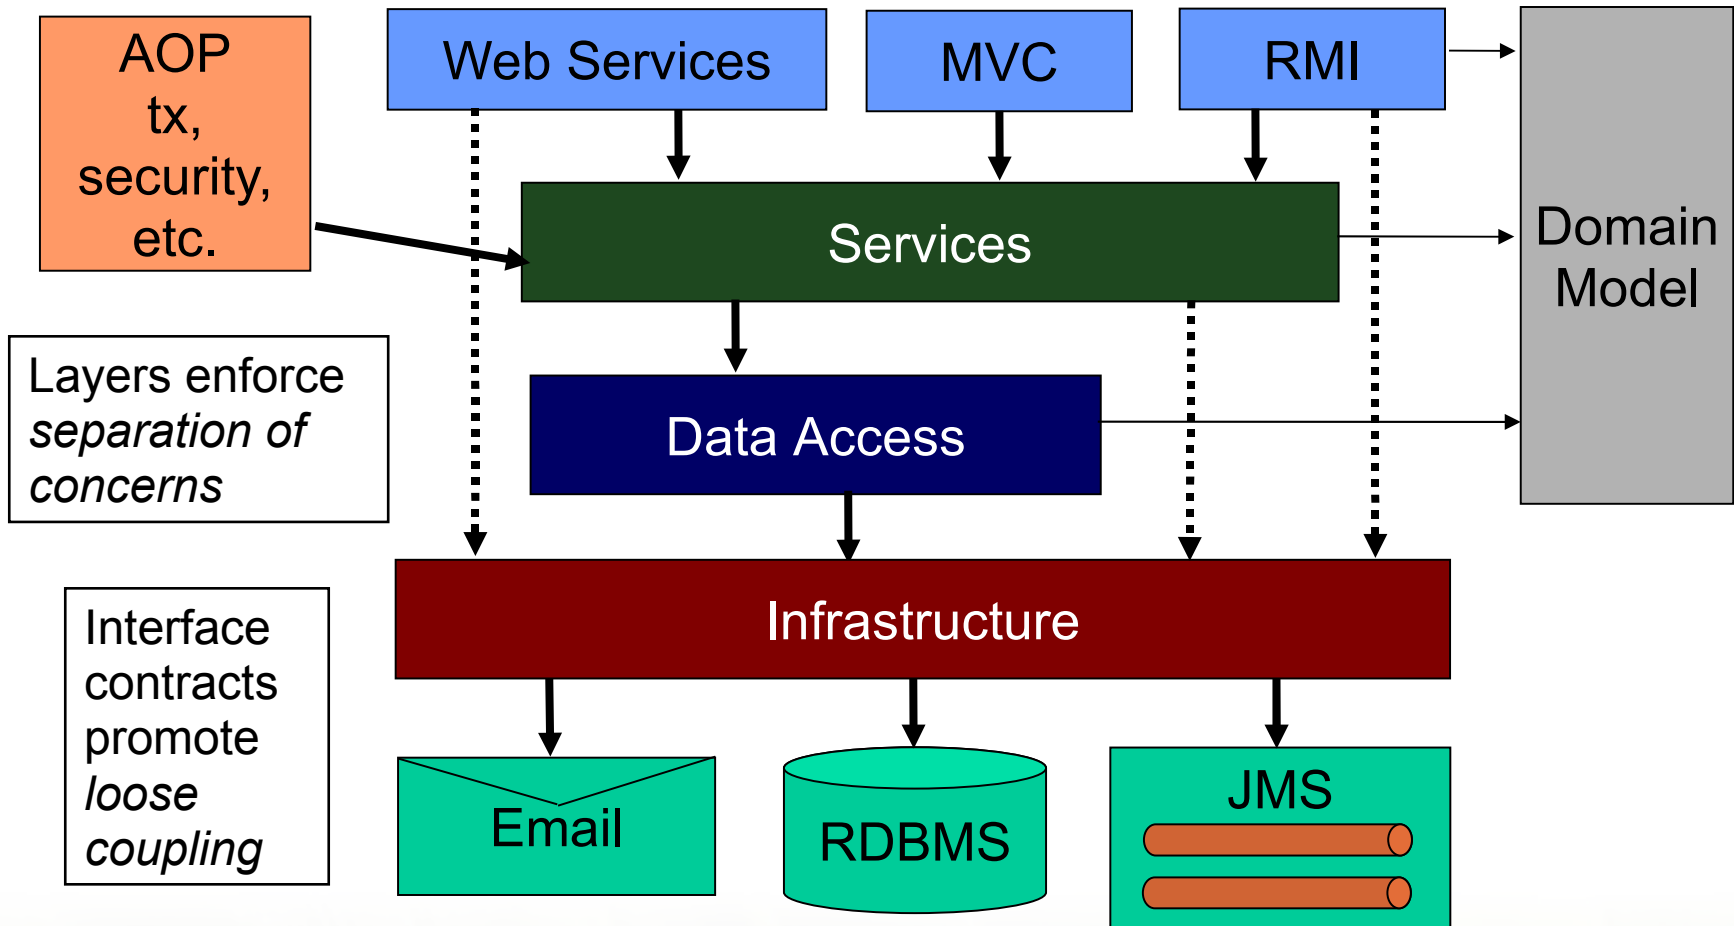 AOP
tx,
security,
etc.
Web Services
MVC
RMI
Domain
Model
Services
Layers enforce
separation of
concerns
Data Access
Interface
contracts
promote
loose
coupling
Infrastructure
Email
RDBMS
JMS